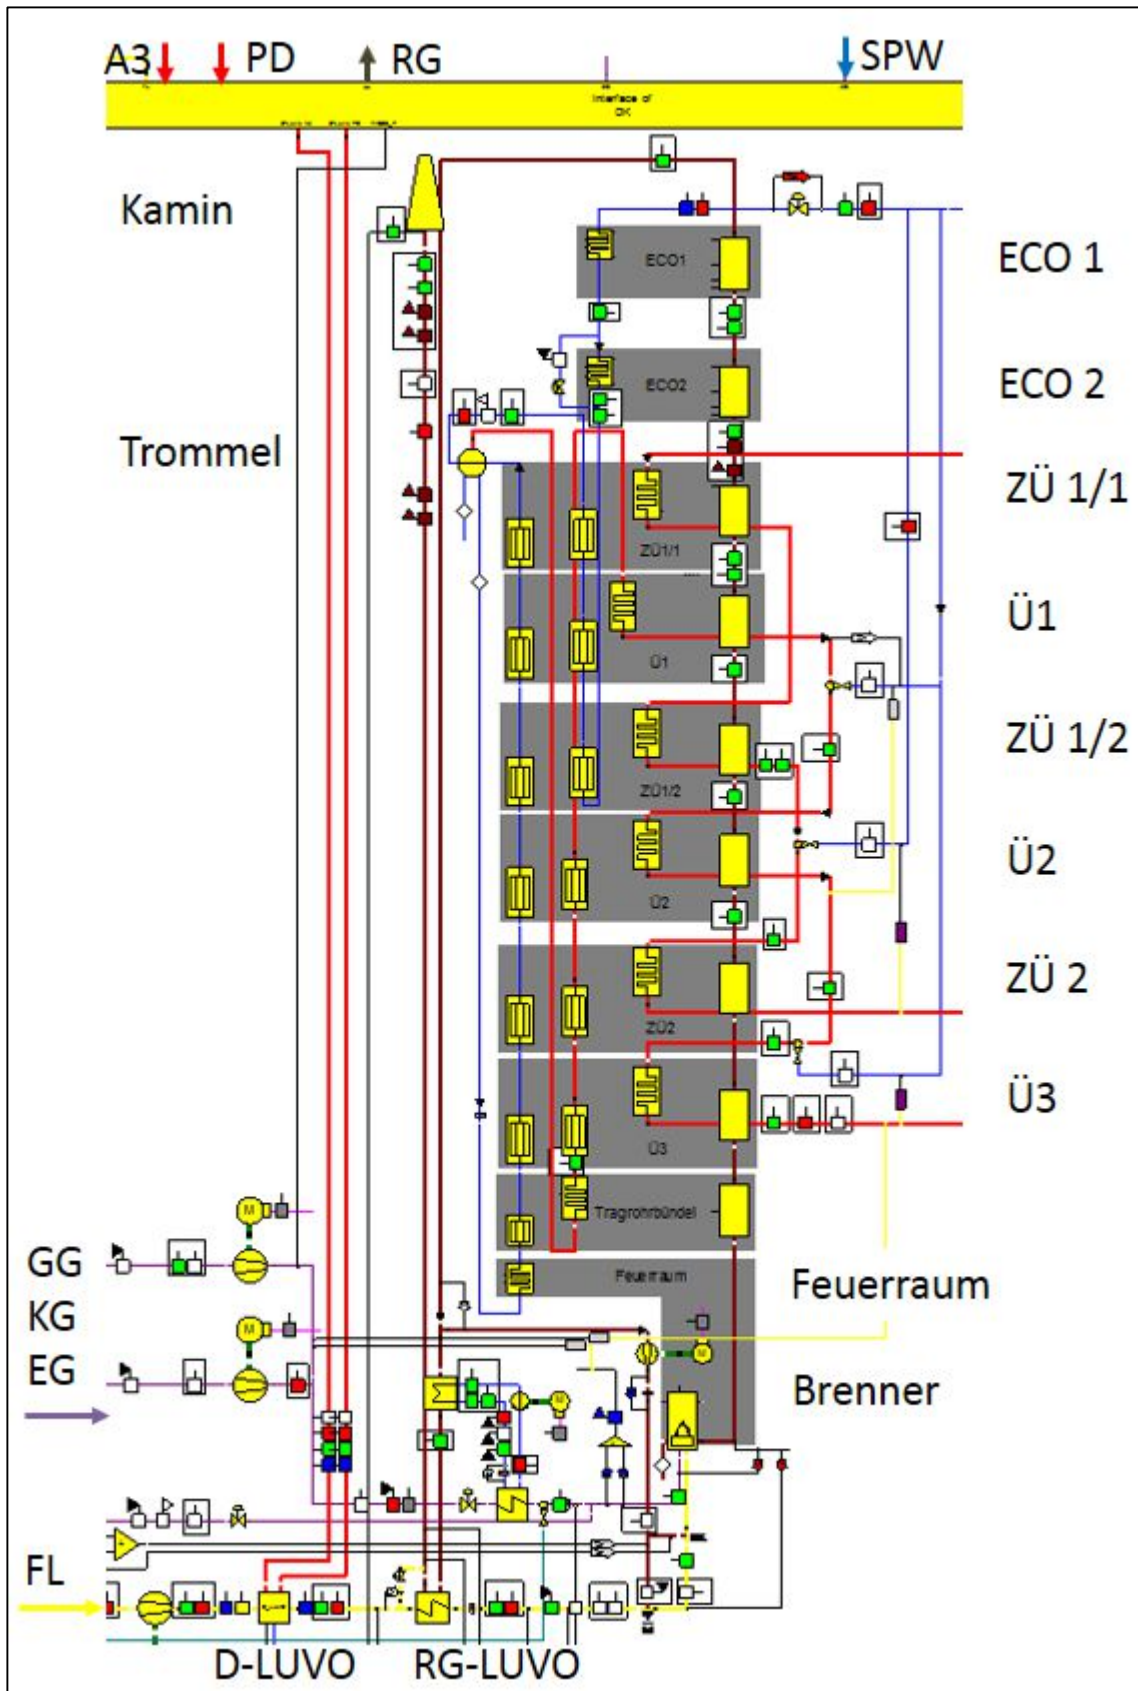 A3 PD RG SPW
Interface of
DK
Kamin
ECO1
ECO 1
ECO2
ECO 2
Trommel
ZÜ1/1
ZÜ 1/1
Ü1
Ü1
ZÜ1/2
ZÜ 1/2
Ü2
Ü2
ZÜ2
ZÜ 2
Ü3
Ü3
M
Tragrohrbündel
GG
Feuerraum
Feuerraum
KG
M
M
EG
Brenner
M
FL
D-LUVO
RG-LUVO